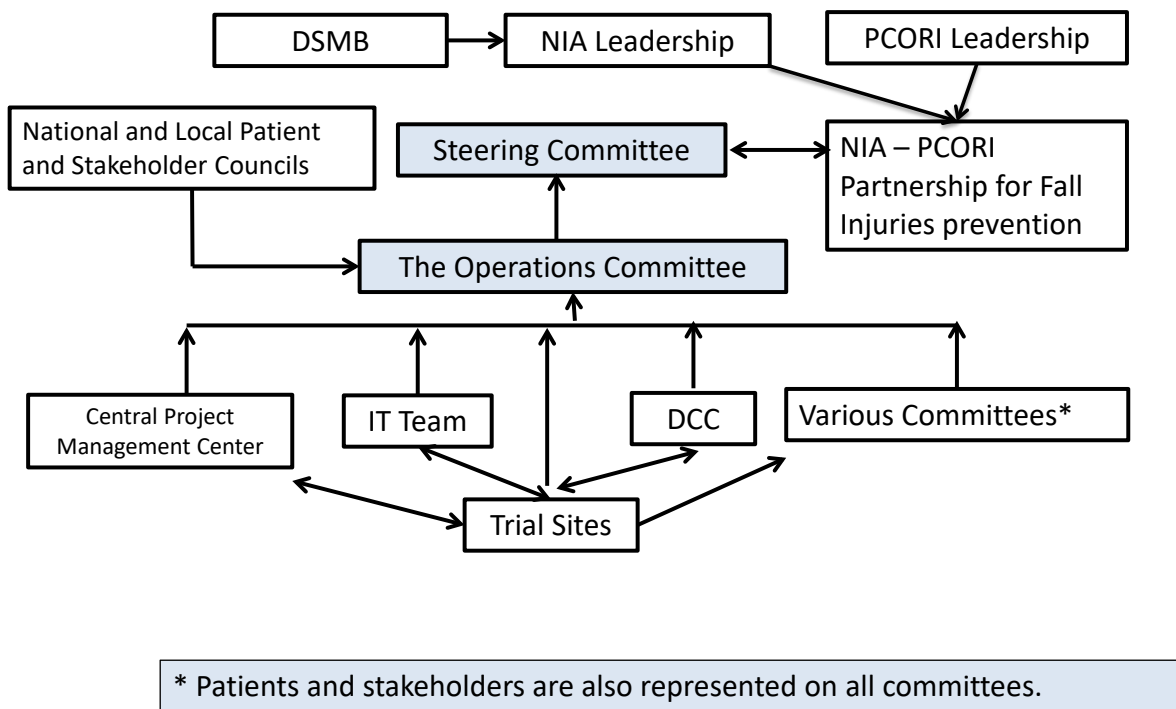 DSMB
NIA Leadership
PCORI Leadership
National and Local Patient
and Stakeholder Councils
Steering Committee
NIA – PCORI
Partnership for Fall
Injuries prevention
The Operations Committee
Central Project
Management Center
IT Team
DCC
Various Committees*
Trial Sites
* Patients and stakeholders are also represented on all committees.